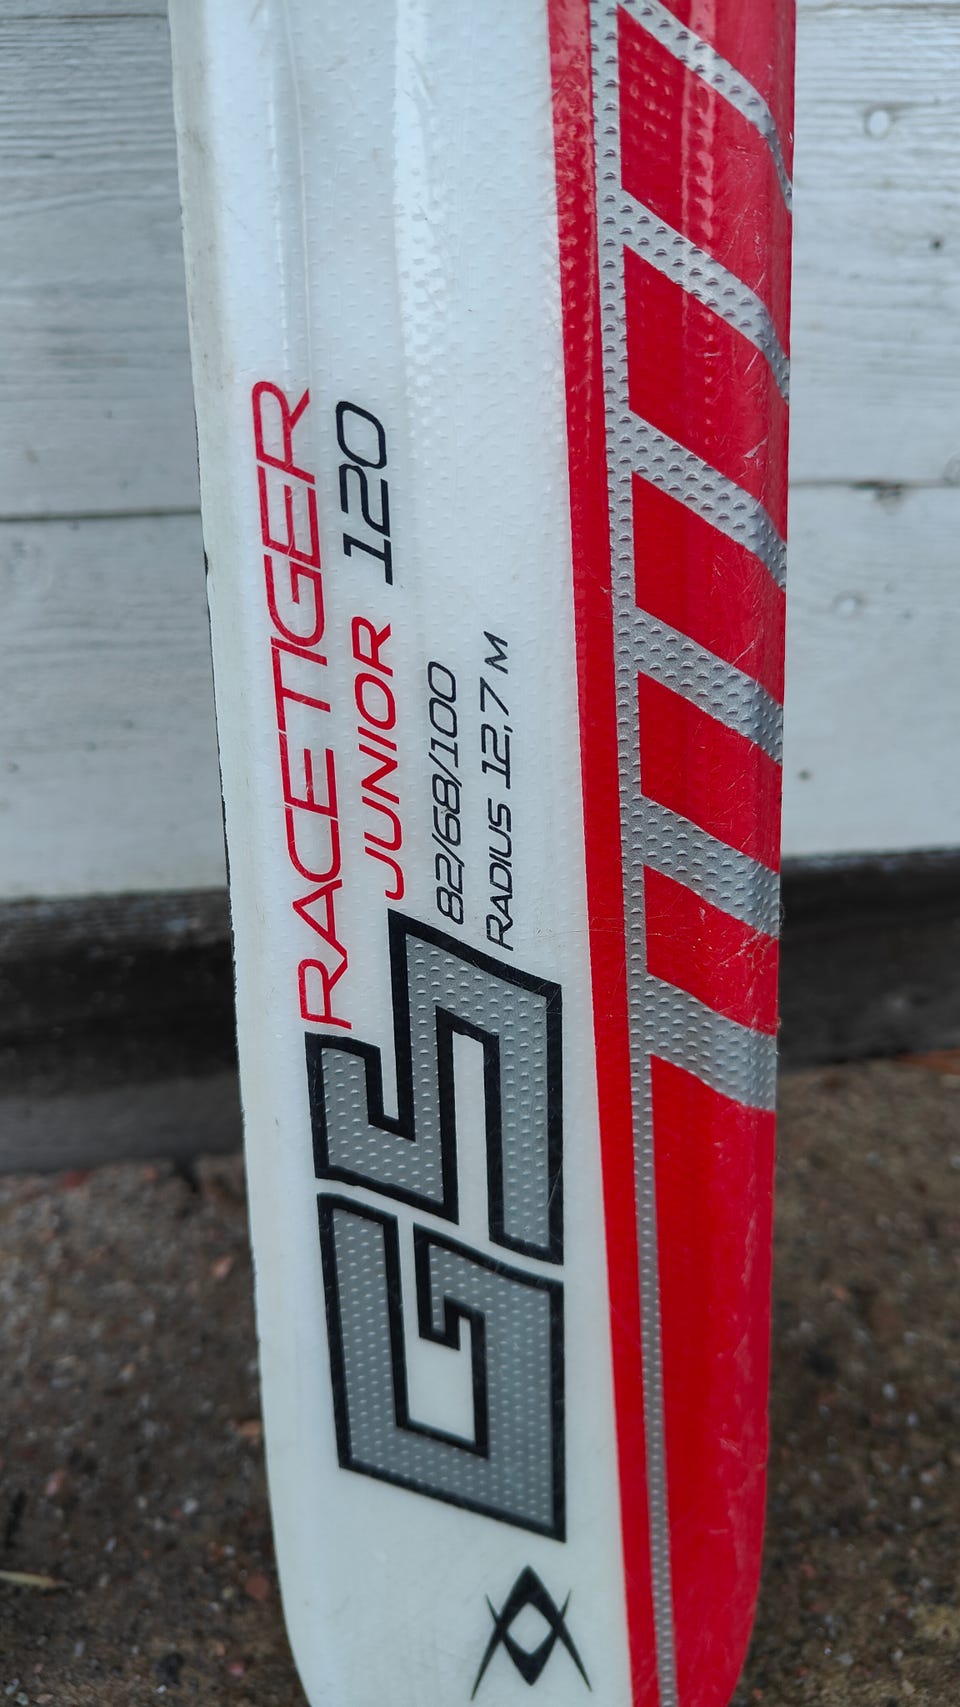 GS
RACETIGER
JUNIOR 120
82/68/100
RADIUS 12,7 M